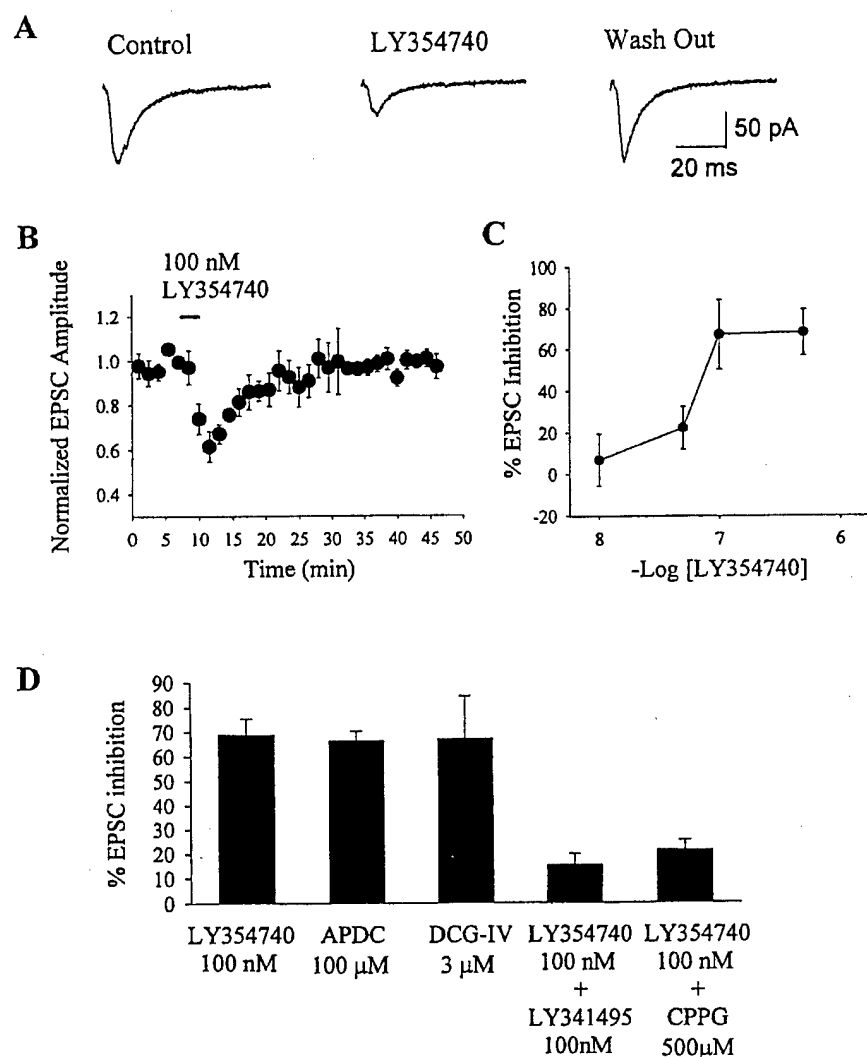 A
Control
LY354740
Wash Out
50 pA
20 ms
B
100 nM
LY354740
Normalized EPSC Amplitude
1.2
1.0
0.8
0.6
0.4
0 5 10 15 20 25 30 35 40 45 50
Time (min)
C
% EPSC Inhibition
100
80
60
40
20
0
-20
8 7 6
-Log [LY354740]
D
% EPSC inhibition
90
80
70
60
50
40
30
20
10
0
LY354740 APDC DCG-IV LY354740 LY354740
100 nM 100 µM 3 µM 100 nM 100 nM
+ +
LY341495 CPPG
100nM 500µM